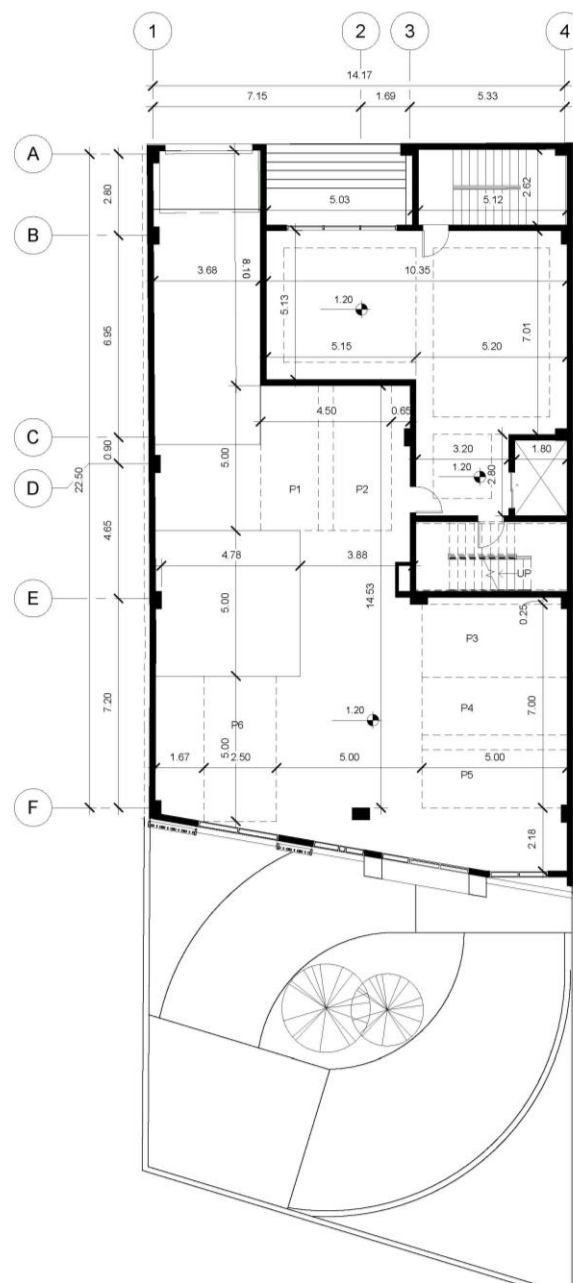 1 2 3 4
14.17
7.15 1.69 5.33
A
2.80
2.62
5.03 5.12
B
3.68 8.10 10.35
5.13 1.20 7.01
6.95
5.15 5.20
C
4.50 0.65
0.90 5.00 3.20 1.80
D
22.50
1.20 2.80
P1 P2
4.65
4.78 3.88
UP
E
5.00 14.53 0.25
P3
7.20
P4 7.00
1.20
P6
5.00
1.67 2.50 5.00 5.00
P5
F
2.18